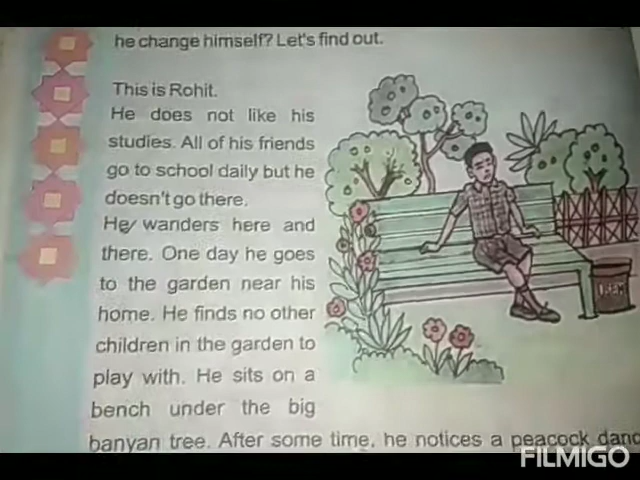 he change himself? Let's find out.
This is Rohit.
He does not like his
studies. All of his friends
go to school daily but he
doesn't go there.
He wanders here and
there. One day he goes
to the garden near his
home. He finds no other
children in the garden to
play with. He sits on a
bench under the big
banyan tree. After some time, he notices a peacock danc
USE ME
FILMIGO